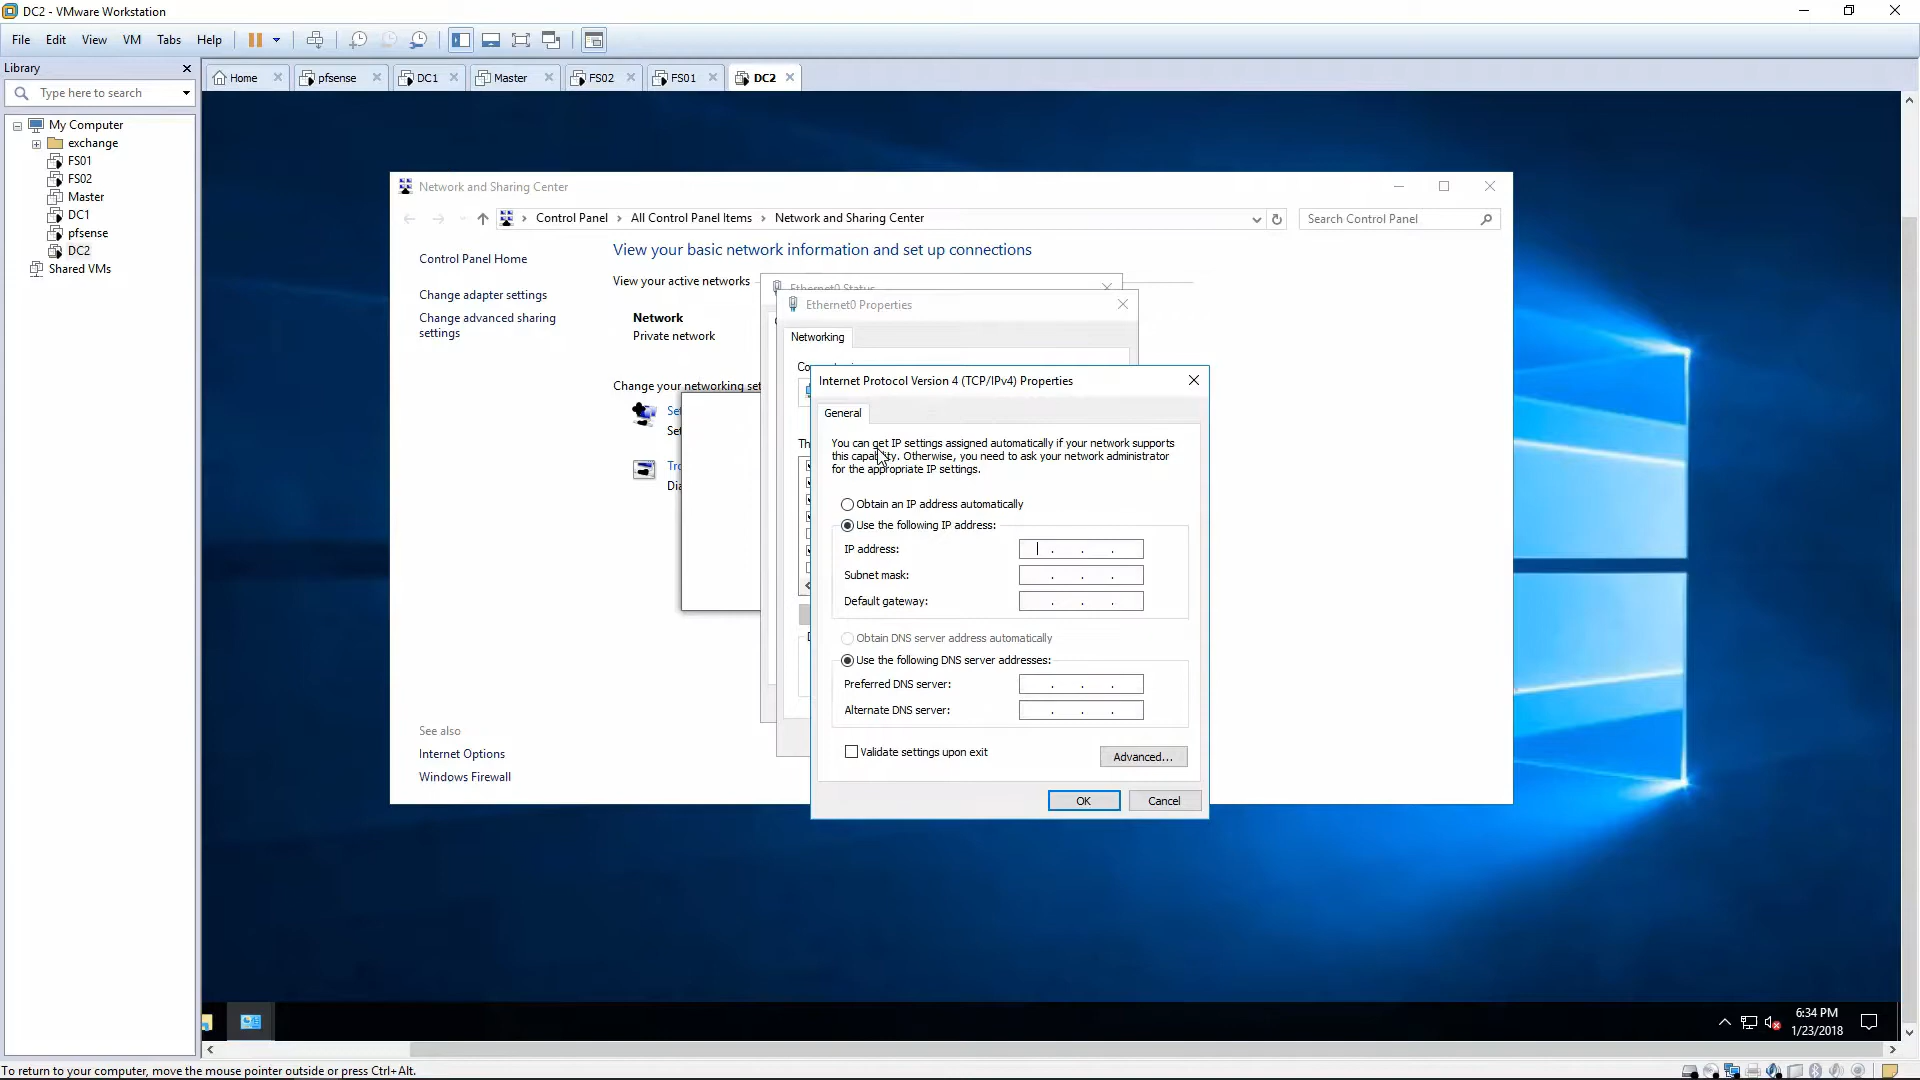 DC2 - VMware Workstation
File Edit View VM Tabs Help
Library
Type here to search
Home pfsense DC1 Master FS02 FS01 DC2
My Computer
exchange
FS01
FS02
Master
DC1
pfsense
DC2
Shared VMs
Network and Sharing Center
Control Panel > All Control Panel Items > Network and Sharing Center
Search Control Panel
Control Panel Home
Change adapter settings
Change advanced sharing
settings
View your basic network information and set up connections
View your active networks
Network
Private network
Change your networking set
Set
Set
Tro
Dia
See also
Internet Options
Windows Firewall
Ethernet0 Status
Ethernet0 Properties
Networking
Internet Protocol Version 4 (TCP/IPv4) Properties
General
You can get IP settings assigned automatically if your network supports
this capability. Otherwise, you need to ask your network administrator
for the appropriate IP settings.
Obtain an IP address automatically
Use the following IP address:
IP address:
Subnet mask:
Default gateway:
Obtain DNS server address automatically
Use the following DNS server addresses:
Preferred DNS server:
Alternate DNS server:
Validate settings upon exit
Advanced...
OK Cancel
6:34 PM
1/23/2018
To return to your computer, move the mouse pointer outside or press Ctrl+Alt.